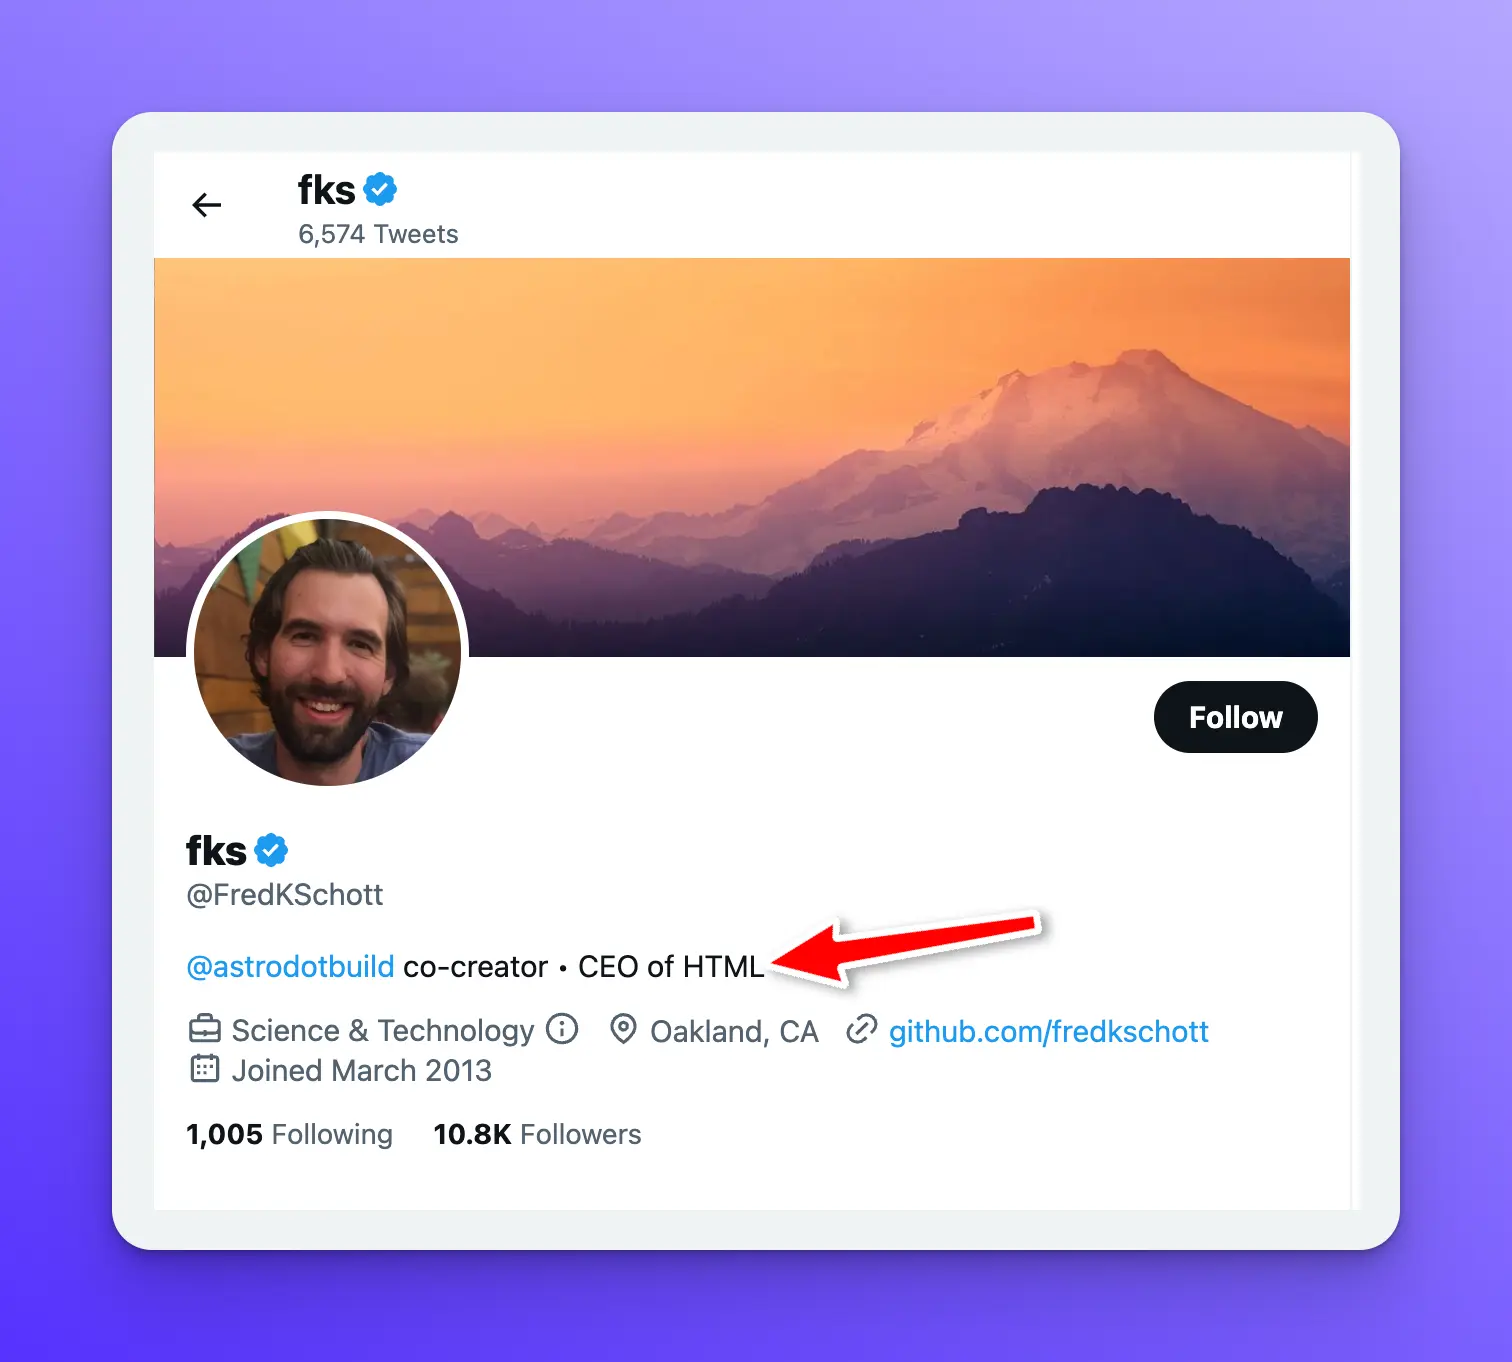 fks
6,574 Tweets
Follow
fks
@FredKSchott
@astrodotbuild co-creator • CEO of HTML
Science & Technology Oakland, CA github.com/fredkschott
Joined March 2013
1,005 Following 10.8K Followers